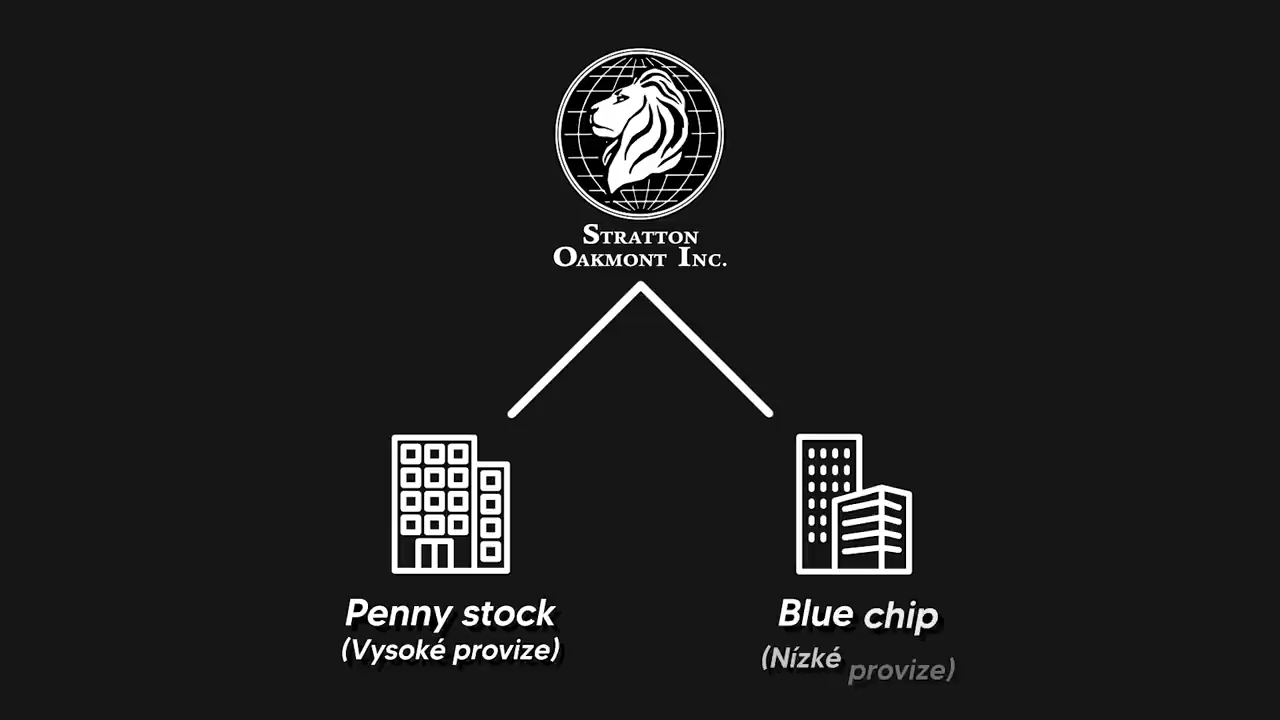 Stratton
Oakmont Inc.
Penny stock
(Vysoké provize)
Blue chip
(Nízké provize)